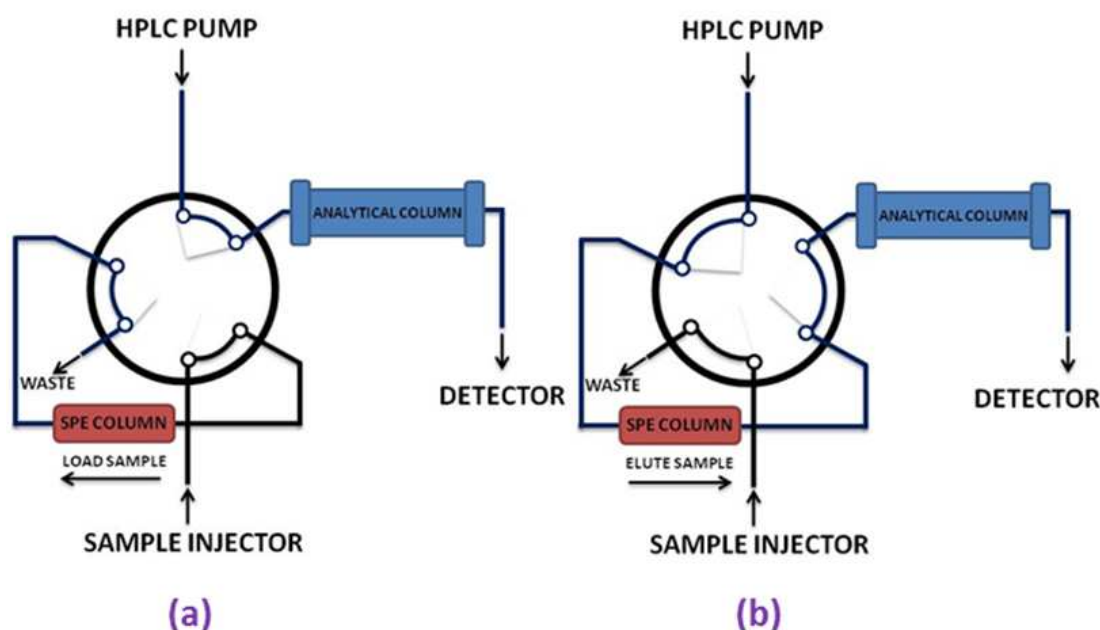 HPLC PUMP
ANALYTICAL COLUMN
WASTE
DETECTOR
SPE COLUMN
LOAD SAMPLE
SAMPLE INJECTOR
(a)
HPLC PUMP
ANALYTICAL COLUMN
WASTE
DETECTOR
SPE COLUMN
ELUTE SAMPLE
SAMPLE INJECTOR
(b)